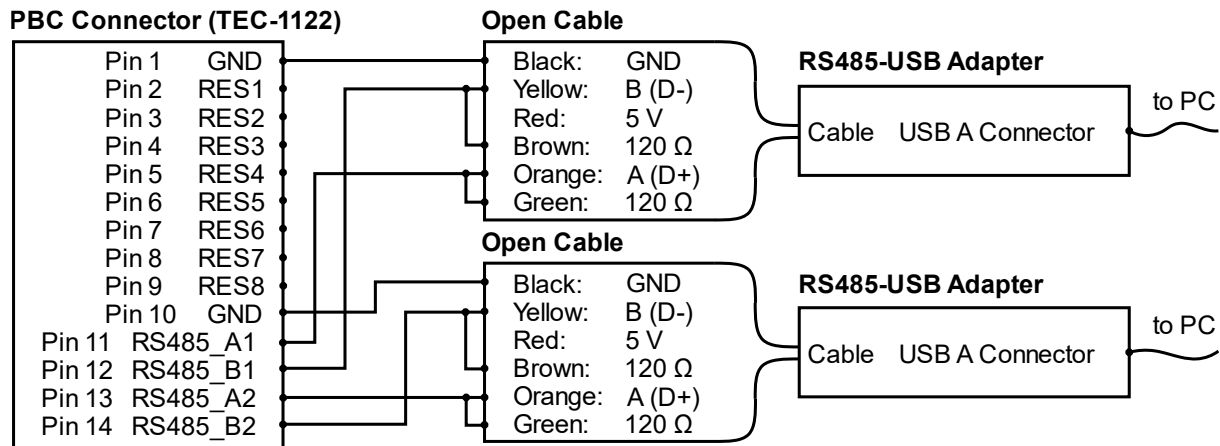 PBC Connector (TEC-1122)
Pin 1 GND
Pin 2 RES1
Pin 3 RES2
Pin 4 RES3
Pin 5 RES4
Pin 6 RES5
Pin 7 RES6
Pin 8 RES7
Pin 9 RES8
Pin 10 GND
Pin 11 RS485_A1
Pin 12 RS485_B1
Pin 13 RS485_A2
Pin 14 RS485_B2
Open Cable
Black: GND
Yellow: B (D-)
Red: 5 V
Brown: 120 Ω
Orange: A (D+)
Green: 120 Ω
RS485-USB Adapter
Cable USB A Connector
to PC
Open Cable
Black: GND
Yellow: B (D-)
Red: 5 V
Brown: 120 Ω
Orange: A (D+)
Green: 120 Ω
RS485-USB Adapter
Cable USB A Connector
to PC